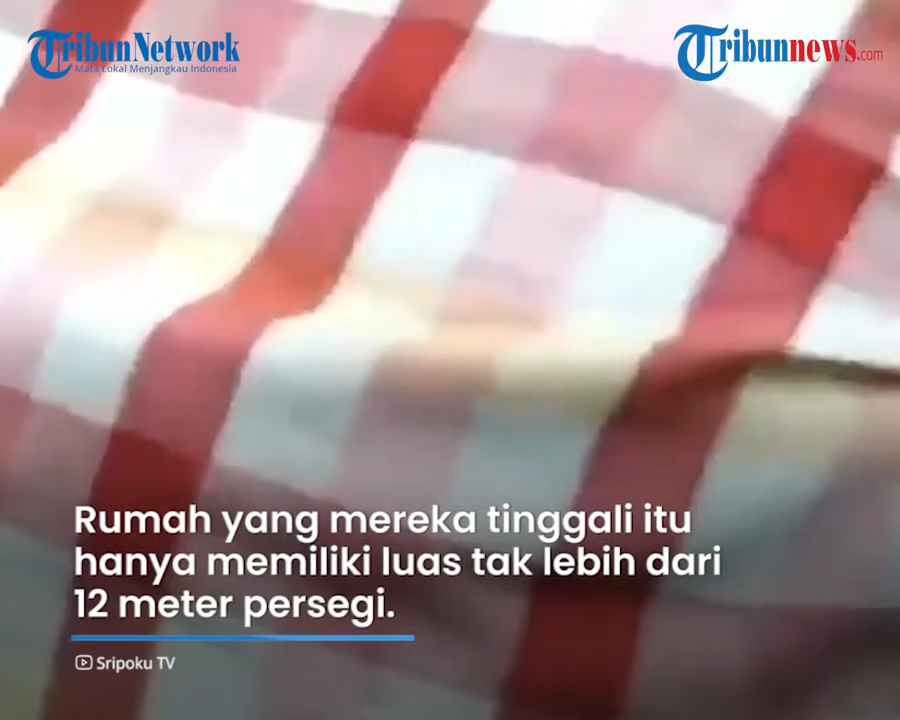 TribunNetwork
Mata Lokal Menjangkau Indonesia
Tribunnews.com
Rumah yang mereka tinggali itu
hanya memiliki luas tak lebih dari
12 meter persegi.
Sripoku TV